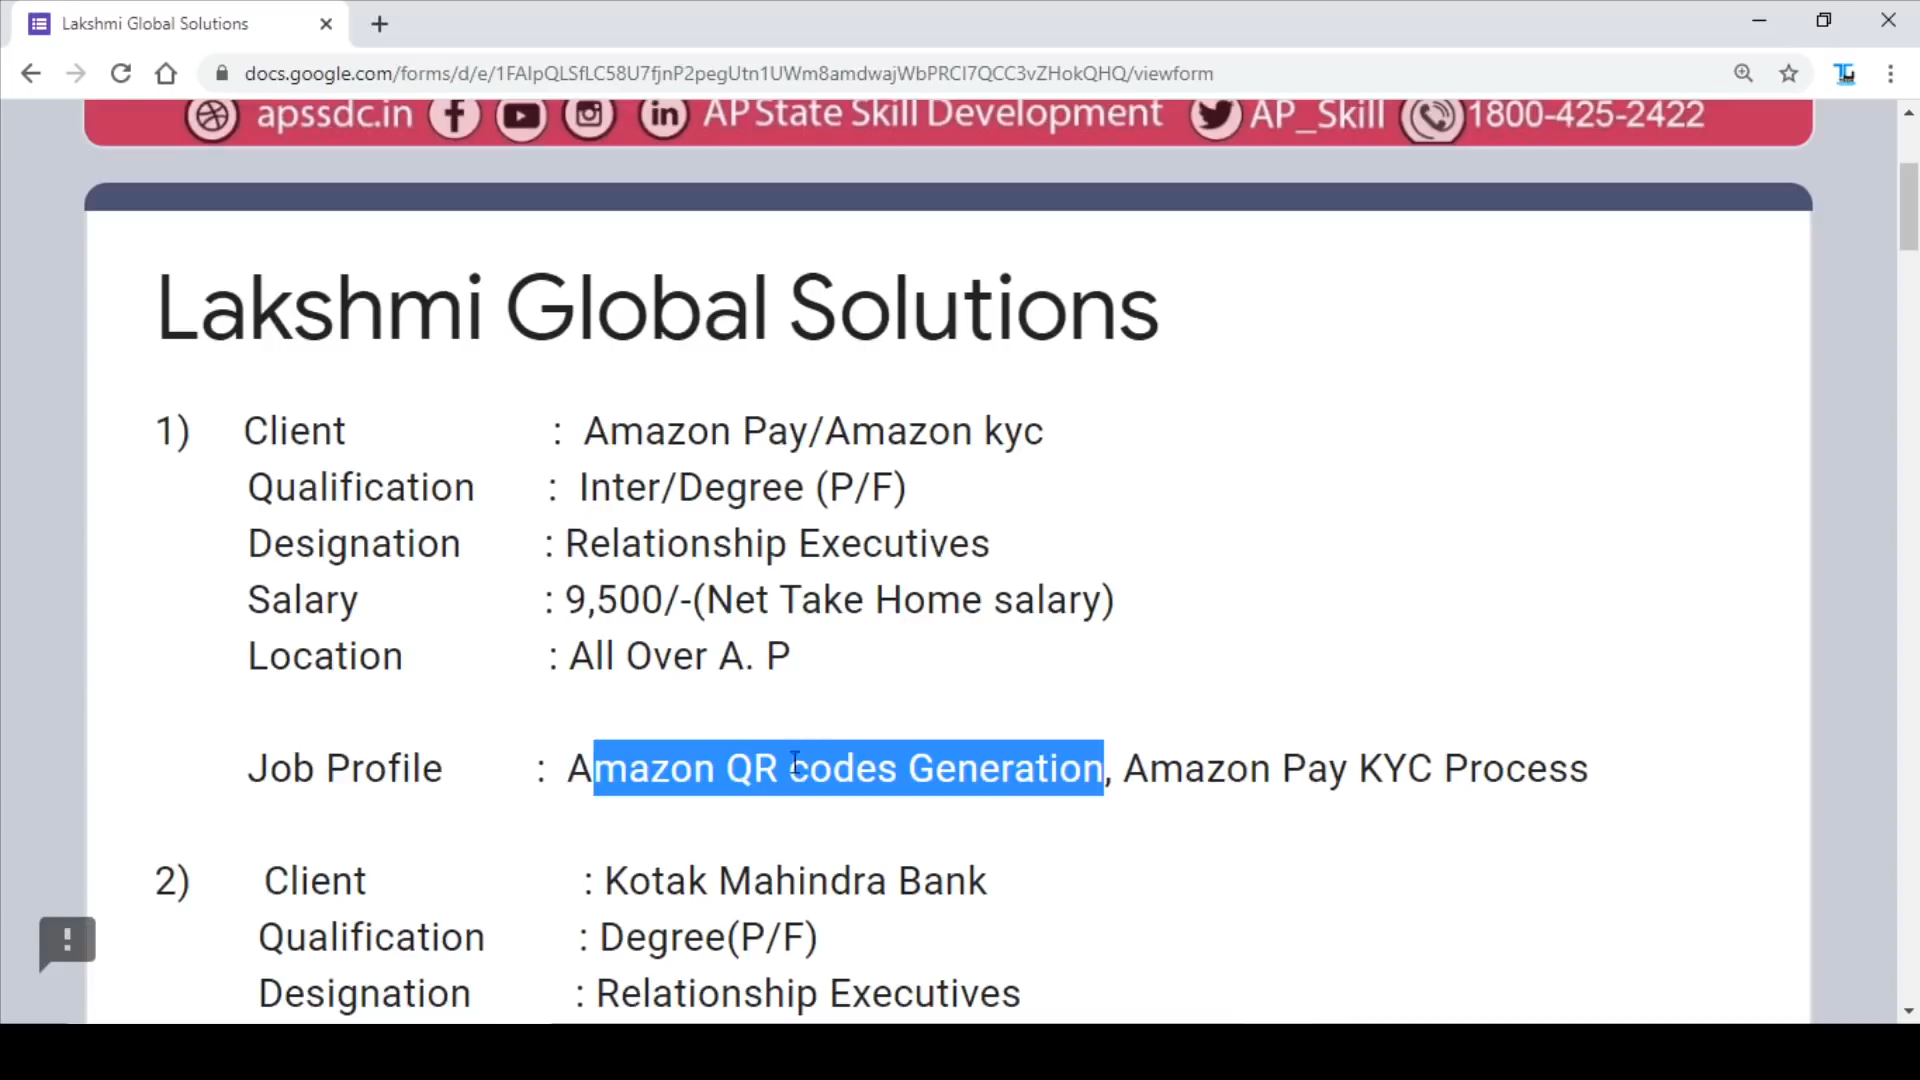 Lakshmi Global Solutions
docs.google.com/forms/d/e/1FAIpQLSfLC58U7fjnP2pegUtn1UWm8amdwajWbPRCI7QCC3vZHokQHQ/viewform
apssdc.in AP State Skill Development AP_Skill 1800-425-2422
Lakshmi Global Solutions
1) Client : Amazon Pay/Amazon kyc
Qualification : Inter/Degree (P/F)
Designation : Relationship Executives
Salary : 9,500/-(Net Take Home salary)
Location : All Over A. P
Job Profile : Amazon QR codes Generation, Amazon Pay KYC Process
2) Client : Kotak Mahindra Bank
Qualification : Degree(P/F)
Designation : Relationship Executives